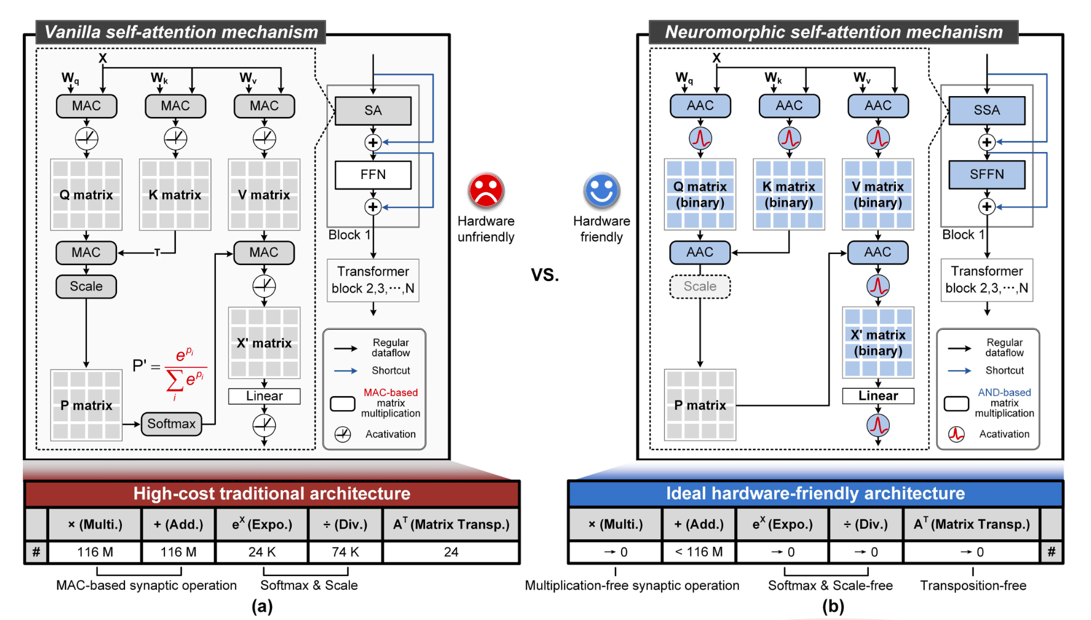 Vanilla self-attention mechanism
X
Wq
Wk
Wv
MAC
MAC
MAC
Q matrix
K matrix
V matrix
MAC
T
MAC
Scale
X' matrix
P' = e^{p_i} / \sum_i e^{p_i}
P matrix
Softmax
Linear
SA
+
FFN
+
Block 1
Transformer
block 2,3,⋯,N
Regular
dataflow
Shortcut
MAC-based
matrix
multiplication
Acativation
Hardware
unfriendly
VS.
Hardware
friendly
Neuromorphic self-attention mechanism
X
Wq
Wk
Wv
AAC
AAC
AAC
Q matrix
(binary)
K matrix
(binary)
V matrix
(binary)
AAC
AAC
Scale
X' matrix
(binary)
P matrix
Linear
SSA
+
SFFN
+
Block 1
Transformer
block 2,3,⋯,N
Regular
dataflow
Shortcut
AND-based
matrix
multiplication
Acativation
High-cost traditional architecture
× (Multi.) + (Add.) e^X (Expo.) ÷ (Div.) A^T (Matrix Transp.)
# 116 M 116 M 24 K 74 K 24
MAC-based synaptic operation Softmax & Scale
(a)
Ideal hardware-friendly architecture
× (Multi.) + (Add.) e^X (Expo.) ÷ (Div.) A^T (Matrix Transp.)
→ 0 < 116 M → 0 → 0 → 0 #
Multiplication-free synaptic operation Softmax & Scale-free Transposition-free
(b)